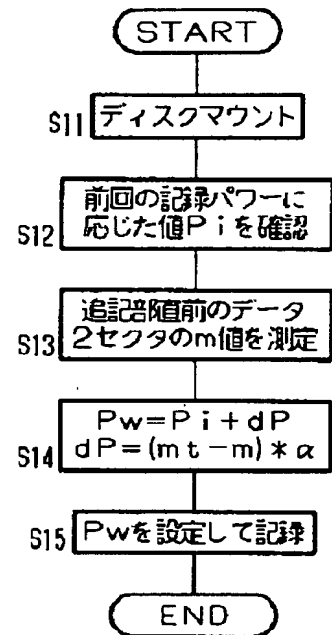 START
S11 ディスクマウント
前回の記録パワーに
S12 応じた値Piを確認
追記部直前のデータ
S13 2セクタのm値を測定
Pw=Pi+dP
S14 dP=(mt-m)*α
S15 Pwを設定して記録
END